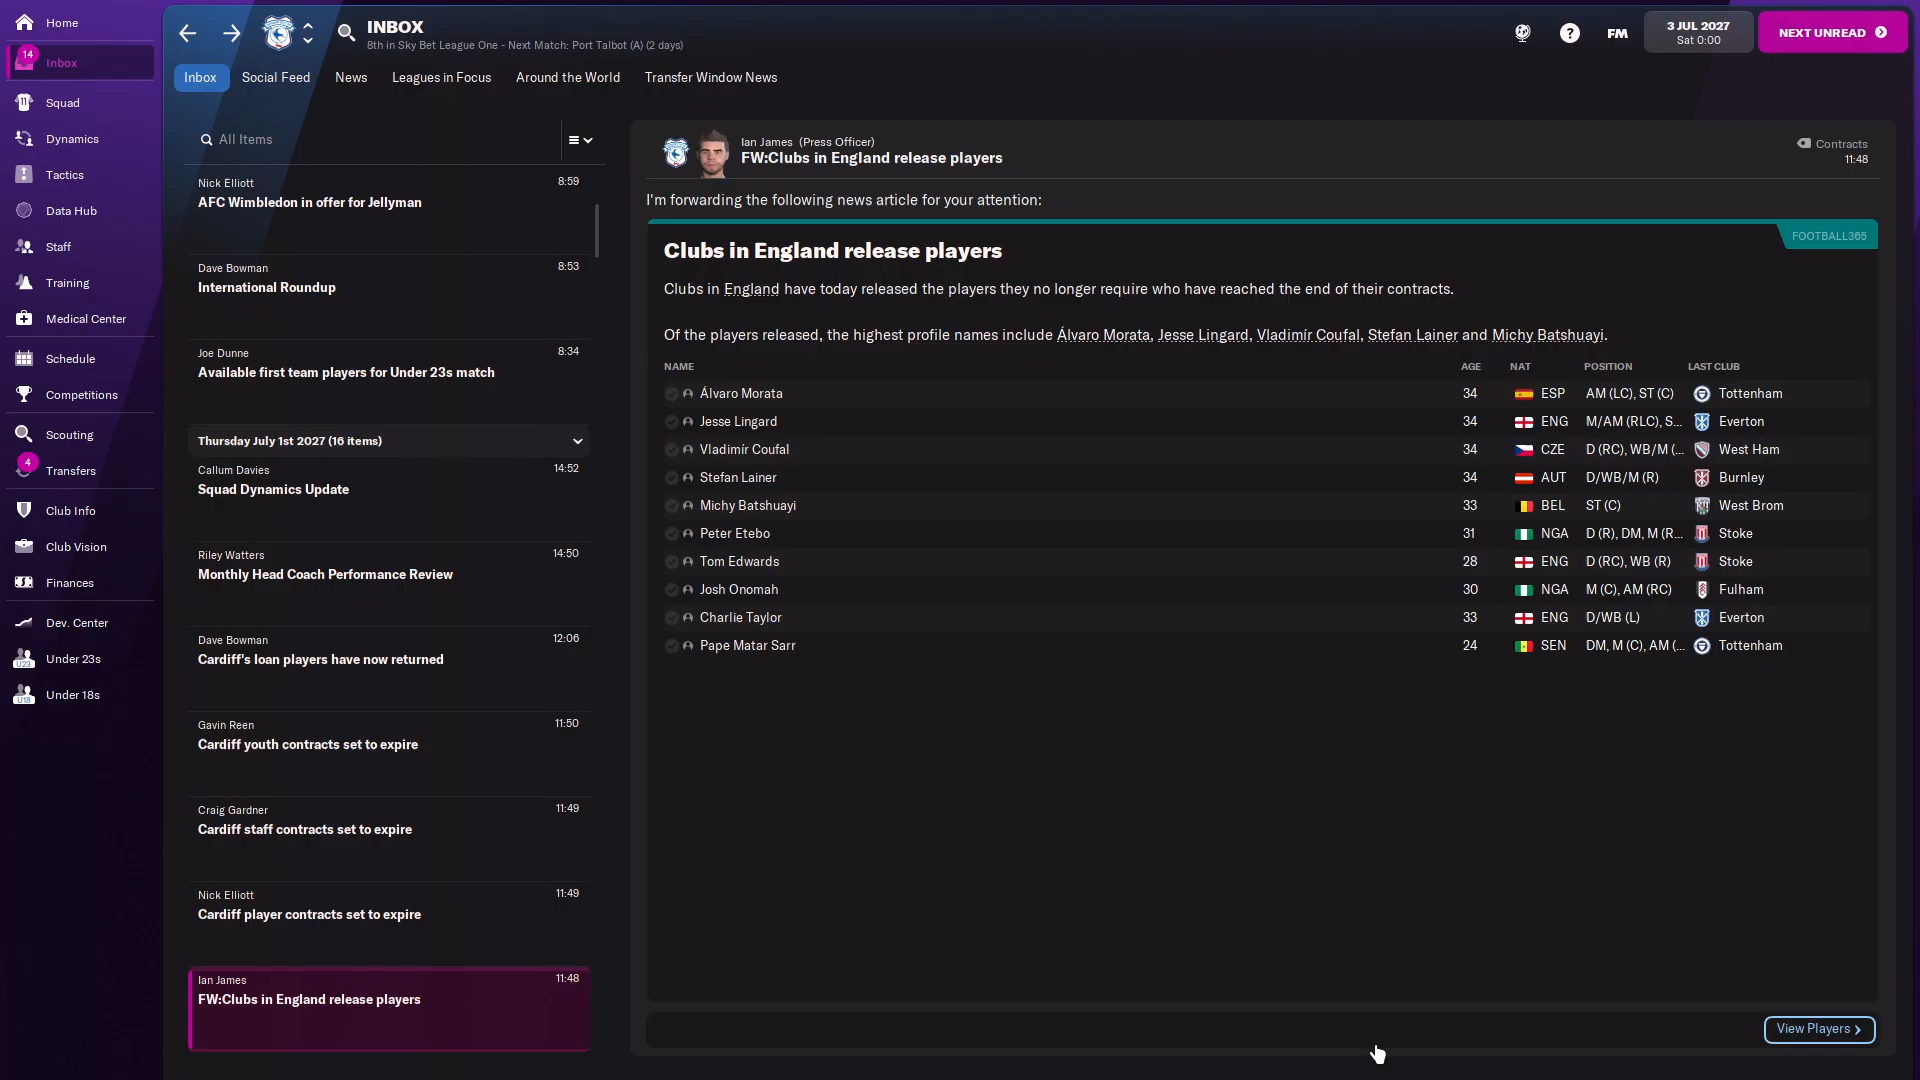 Home
14
Inbox
Squad
Dynamics
Tactics
Data Hub
Staff
Training
Medical Center
Schedule
Competitions
Scouting
4
Transfers
Club Info
Club Vision
Finances
Dev. Center
U23
Under 23s
U18
Under 18s
INBOX
8th in Sky Bet League One - Next Match: Port Talbot (A) (2 days)
?
FM
3 JUL 2027
Sat 0:00
NEXT UNREAD
Inbox
Social Feed
News
Leagues in Focus
Around the World
Transfer Window News
All Items
Nick Elliott 8:59
AFC Wimbledon in offer for Jellyman
Dave Bowman 8:53
International Roundup
Joe Dunne 8:34
Available first team players for Under 23s match
Thursday July 1st 2027 (16 items)
Callum Davies 14:52
Squad Dynamics Update
Riley Watters 14:50
Monthly Head Coach Performance Review
Dave Bowman 12:06
Cardiff's loan players have now returned
Gavin Reen 11:50
Cardiff youth contracts set to expire
Craig Gardner 11:49
Cardiff staff contracts set to expire
Nick Elliott 11:49
Cardiff player contracts set to expire
Ian James 11:48
FW:Clubs in England release players
Ian James (Press Officer)
FW:Clubs in England release players
Contracts
11:48
I'm forwarding the following news article for your attention:
FOOTBALL365
Clubs in England release players
Clubs in England have today released the players they no longer require who have reached the end of their contracts.
Of the players released, the highest profile names include Álvaro Morata, Jesse Lingard, Vladimír Coufal, Stefan Lainer and Michy Batshuayi.
NAME AGE NAT POSITION LAST CLUB
Álvaro Morata 34 ESP AM (LC), ST (C) Tottenham
Jesse Lingard 34 ENG M/AM (RLC), S... Everton
Vladimír Coufal 34 CZE D (RC), WB/M (... West Ham
Stefan Lainer 34 AUT D/WB/M (R) Burnley
Michy Batshuayi 33 BEL ST (C) West Brom
Peter Etebo 31 NGA D (R), DM, M (R... Stoke
Tom Edwards 28 ENG D (RC), WB (R) Stoke
Josh Onomah 30 NGA M (C), AM (RC) Fulham
Charlie Taylor 33 ENG D/WB (L) Everton
Pape Matar Sarr 24 SEN DM, M (C), AM (... Tottenham
View Players